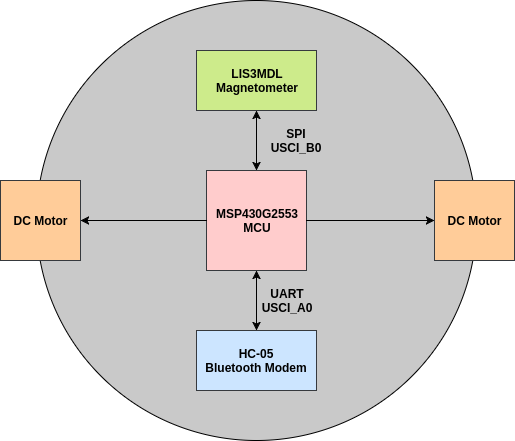 LIS3MDL
Magnetometer
SPI
USCI_B0
DC Motor
MSP430G2553
MCU
DC Motor
UART
USCI_A0
HC-05
Bluetooth Modem